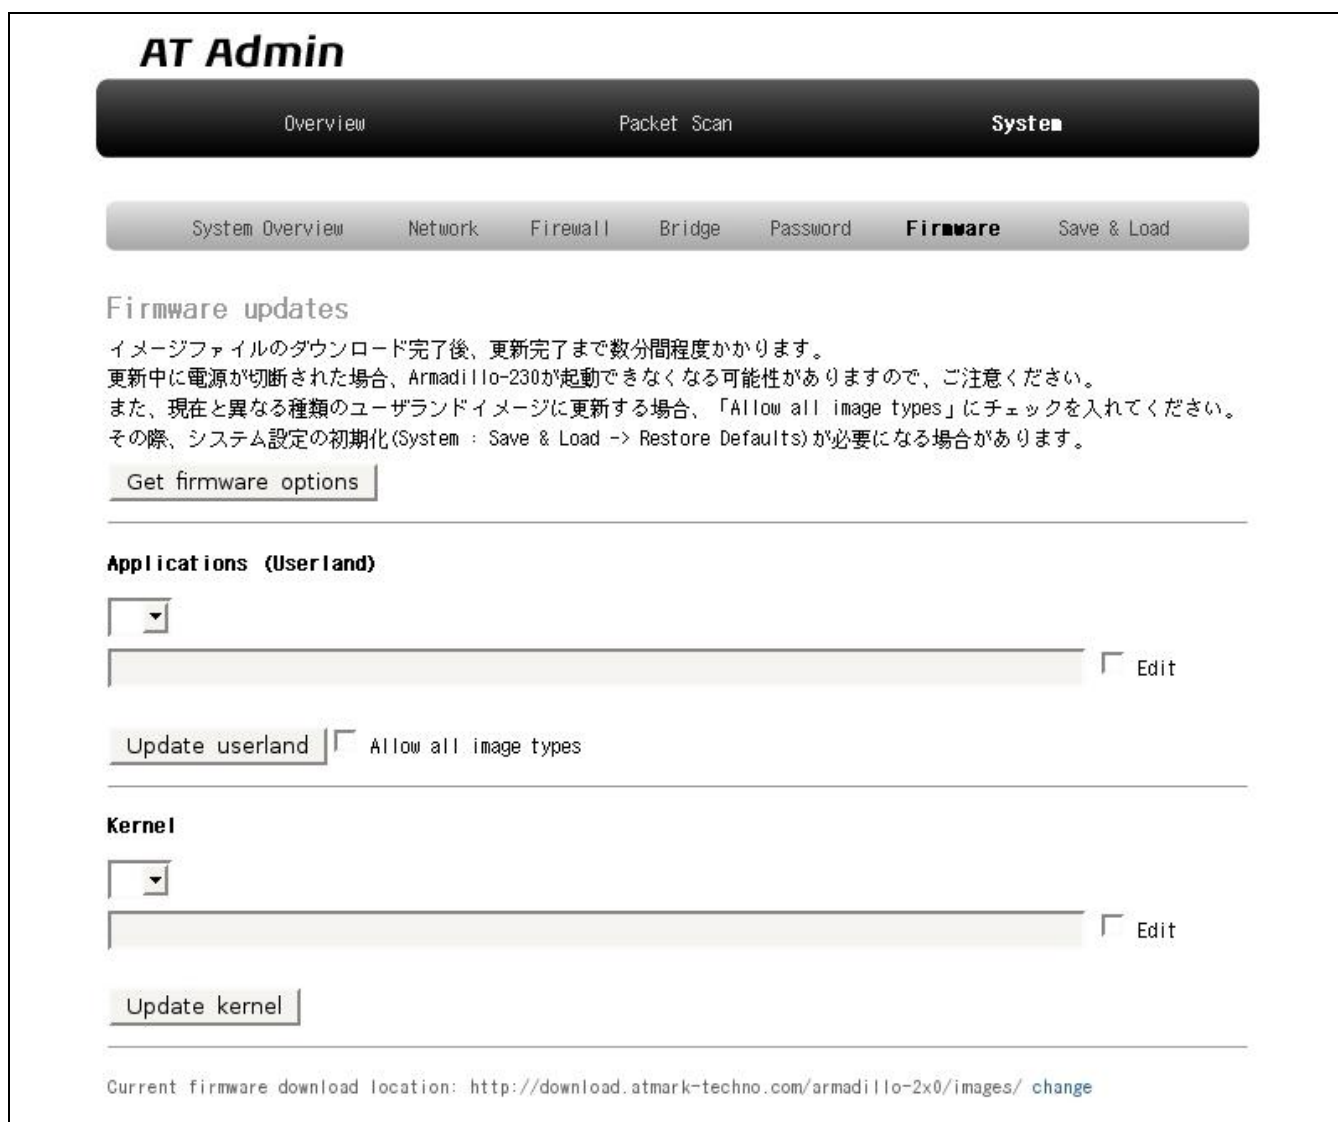 AT Admin
Overview Packet Scan System
System Overview Network Firewall Bridge Password Firmware Save & Load
Firmware updates
イメージファイルのダウンロード完了後、更新完了まで数分間程度かかります。
更新中に電源が切断された場合、Armadillo-230が起動できなくなる可能性がありますので、ご注意ください。
また、現在と異なる種類のユーザランドイメージに更新する場合、「Allow all image types」にチェックを入れてください。
その際、システム設定の初期化(System : Save & Load -> Restore Defaults)が必要になる場合があります。
Get firmware options
Applications (Userland)
Edit
Update userland Allow all image types
Kernel
Edit
Update kernel
Current firmware download location: http://download.atmark-techno.com/armadillo-2x0/images/ change